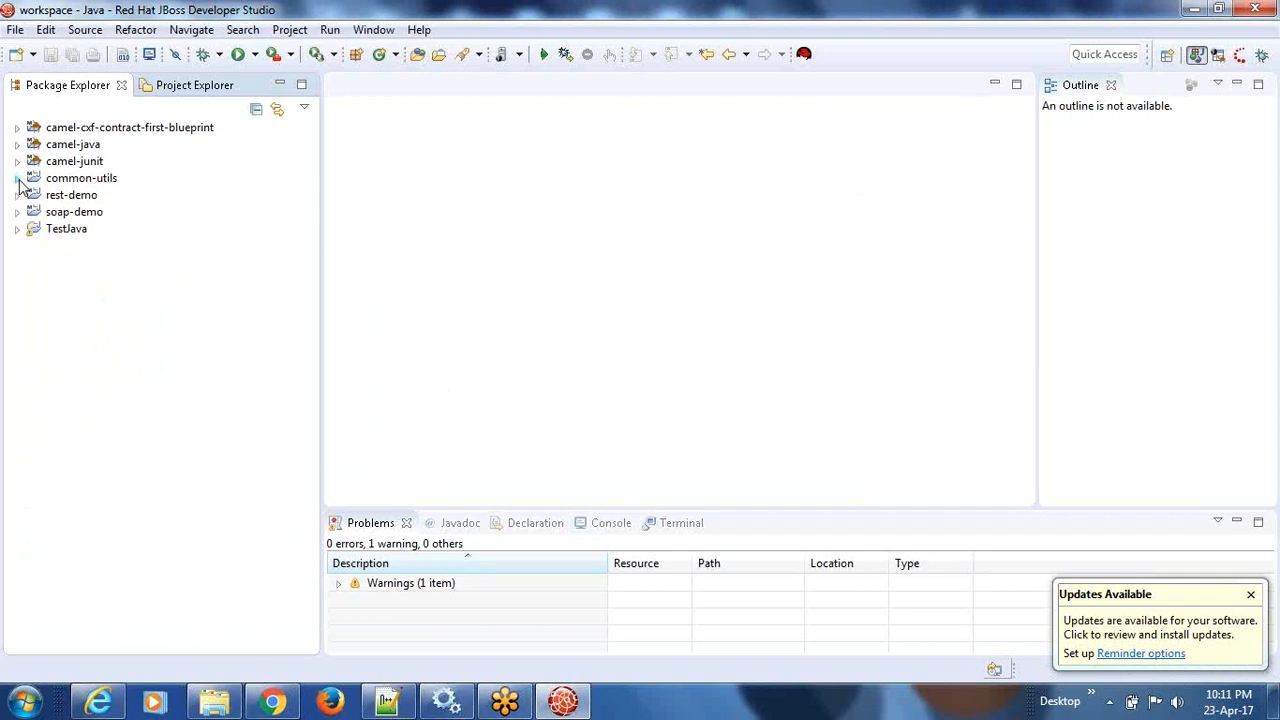 workspace - Java - Red Hat JBoss Developer Studio
File Edit Source Refactor Navigate Search Project Run Window Help
Quick Access
Package Explorer
Project Explorer
camel-cxf-contract-first-blueprint
camel-java
camel-junit
common-utils
rest-demo
soap-demo
TestJava
Outline
An outline is not available.
Problems @ Javadoc Declaration Console Terminal
0 errors, 1 warning, 0 others
Description Resource Path Location Type
Warnings (1 item)
Updates Available
Updates are available for your software.
Click to review and install updates.
Set up Reminder options
Desktop
10:11 PM
23-Apr-17